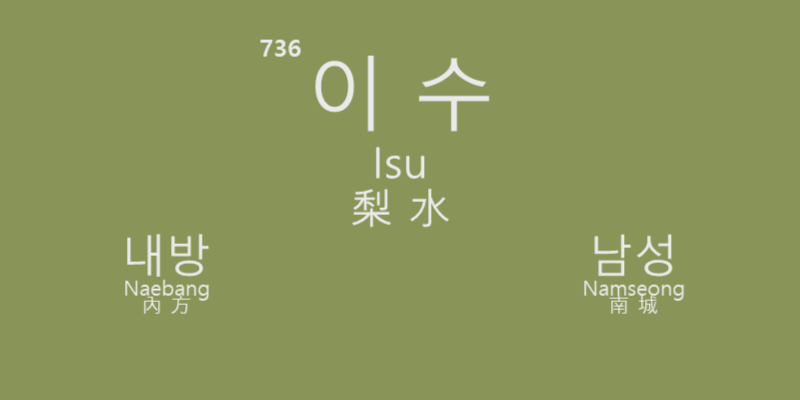 736
이 수
Isu
梨 水
내방
Naebang
內 方
남성
Namseong
南 城